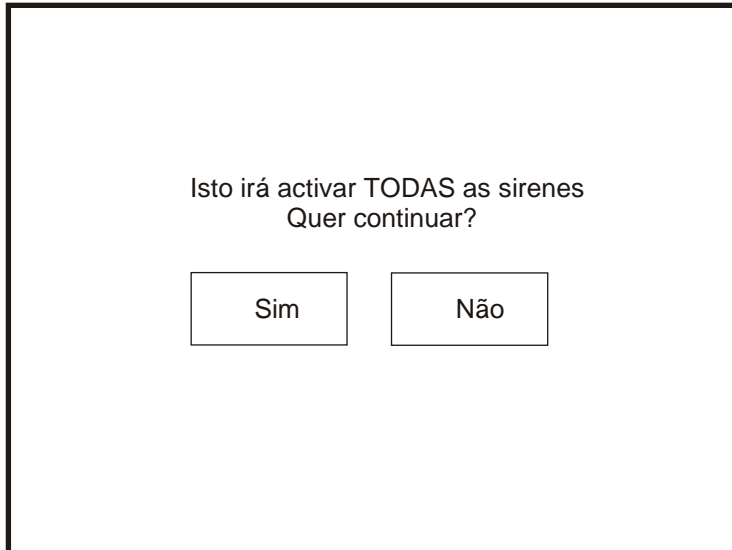 Isto irá activar TODAS as sirenes
Quer continuar?
Sim
Não